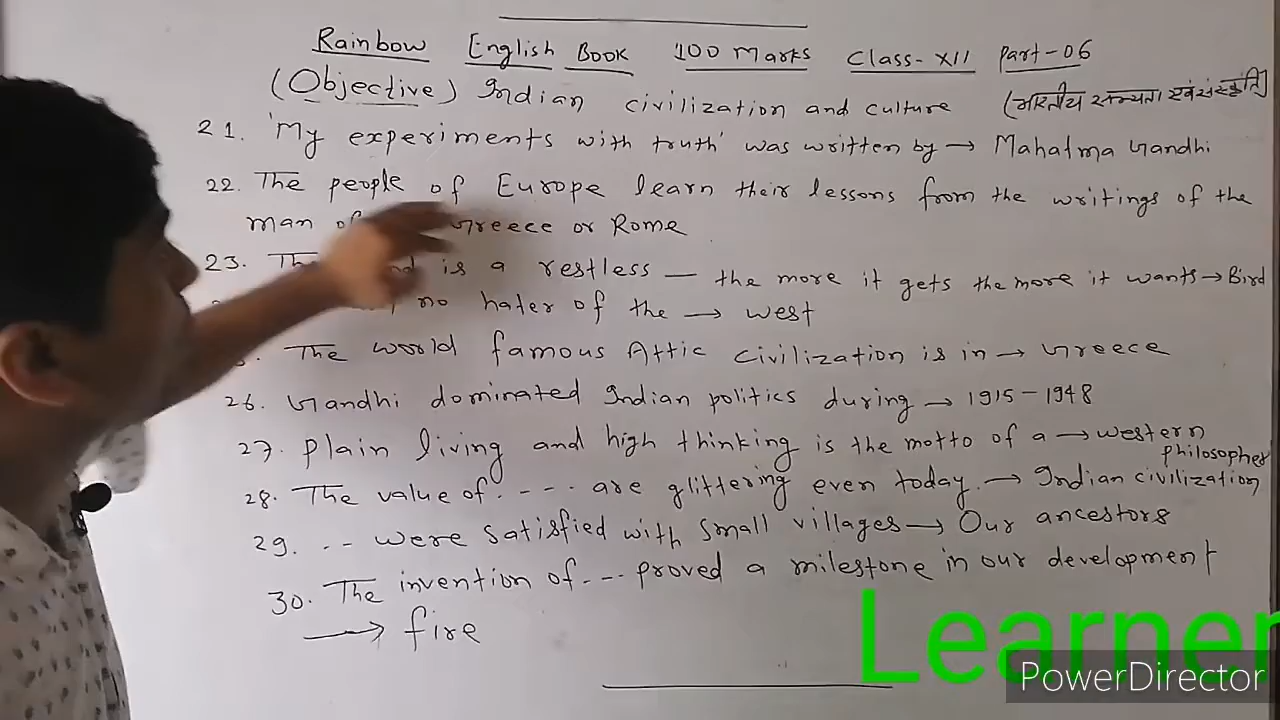 Rainbow English Book 100 Marks Class-XII Part-06
(Objective) Indian civilization and culture (भारतीय सभ्यता एवं संस्कृति)
21. 'My experiments with truth' was written by → Mahatma Gandhi
22. The people of Europe learn their lessons from the writings of the
man of Greece or Rome
23. The is a restless — the more it gets the more it wants → Bird
no hater of the → west
The world famous Attic civilization is in → Greece
26. Gandhi dominated Indian politics during → 1915-1948
27. Plain living and high thinking is the motto of a → western
philosopher
28. The value of ---- are glittering even today. → Indian civilization
29. -- were satisfied with small villages → Our ancestors
30. The invention of --- proved a milestone in our development
→ fire
Learner
PowerDirector